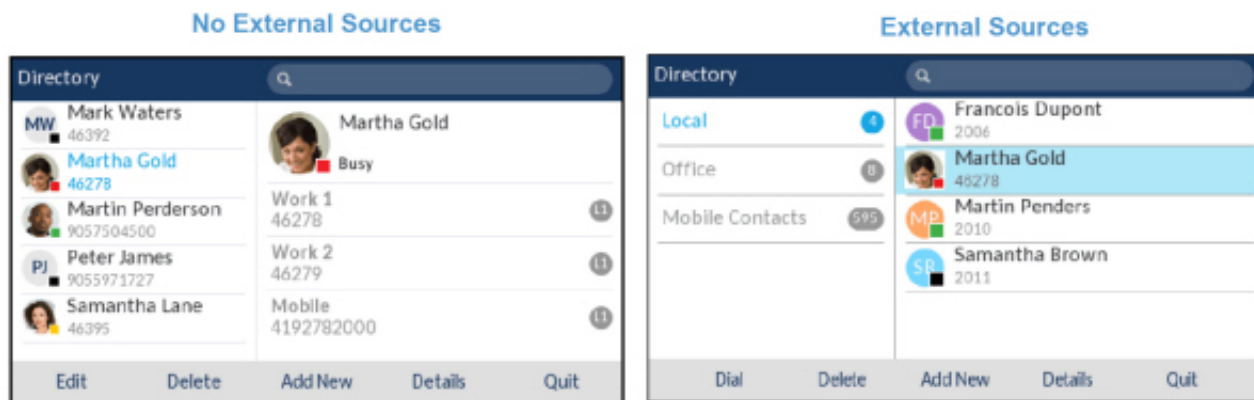 No External Sources
Directory
MW
Mark Waters
46392
Martha Gold
46278
Martin Perderson
9057504500
PJ
Peter James
9055971727
Samantha Lane
46395
Martha Gold
Busy
Work 1
46278
L1
Work 2
46279
L1
Mobile
4192782000
L1
Edit Delete Add New Details Quit
External Sources
Directory
Local 4
Office 8
Mobile Contacts 595
FD
Francois Dupont
2006
Martha Gold
46278
MP
Martin Penders
2010
SB
Samantha Brown
2011
Dial Delete Add New Details Quit